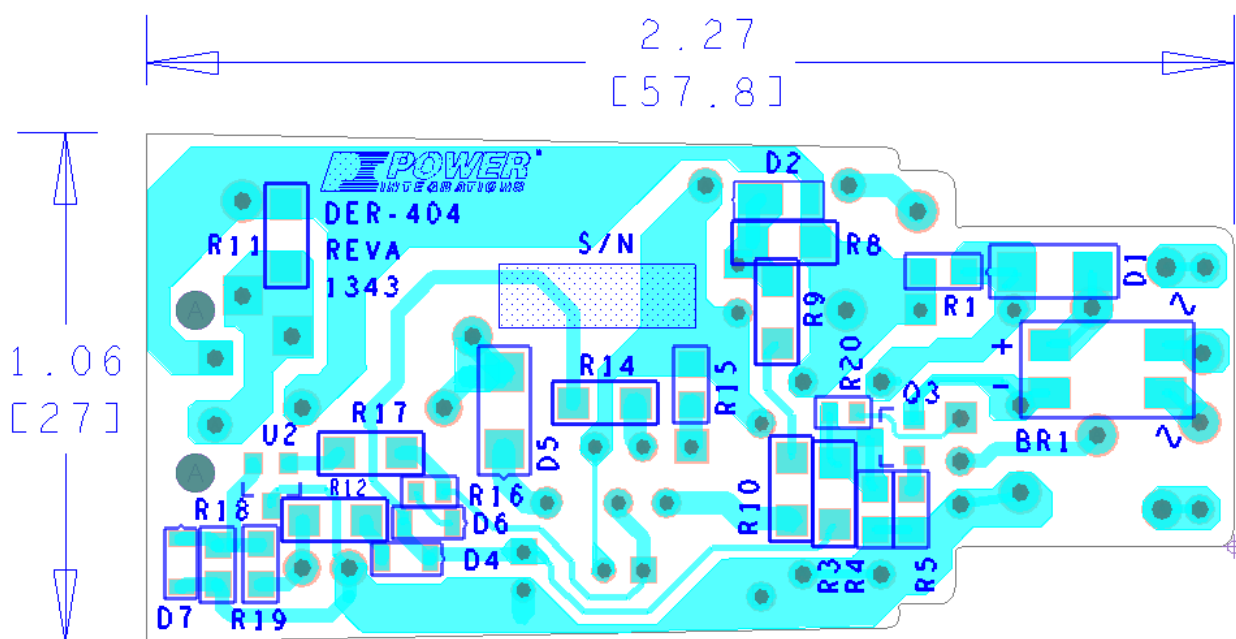 2.27
[57.8]
1.06
[27]
POWER
INTEGRATIONS
DER-404
REVA
1343
S/N
R11
D2
R8
R9
R1
D1
~
+
-
~
BR1
R20
Q3
R15
R14
D5
R17
U2
R12
R16
D6
D4
R18
D7
R19
R10
R3
R4
R5
A
A